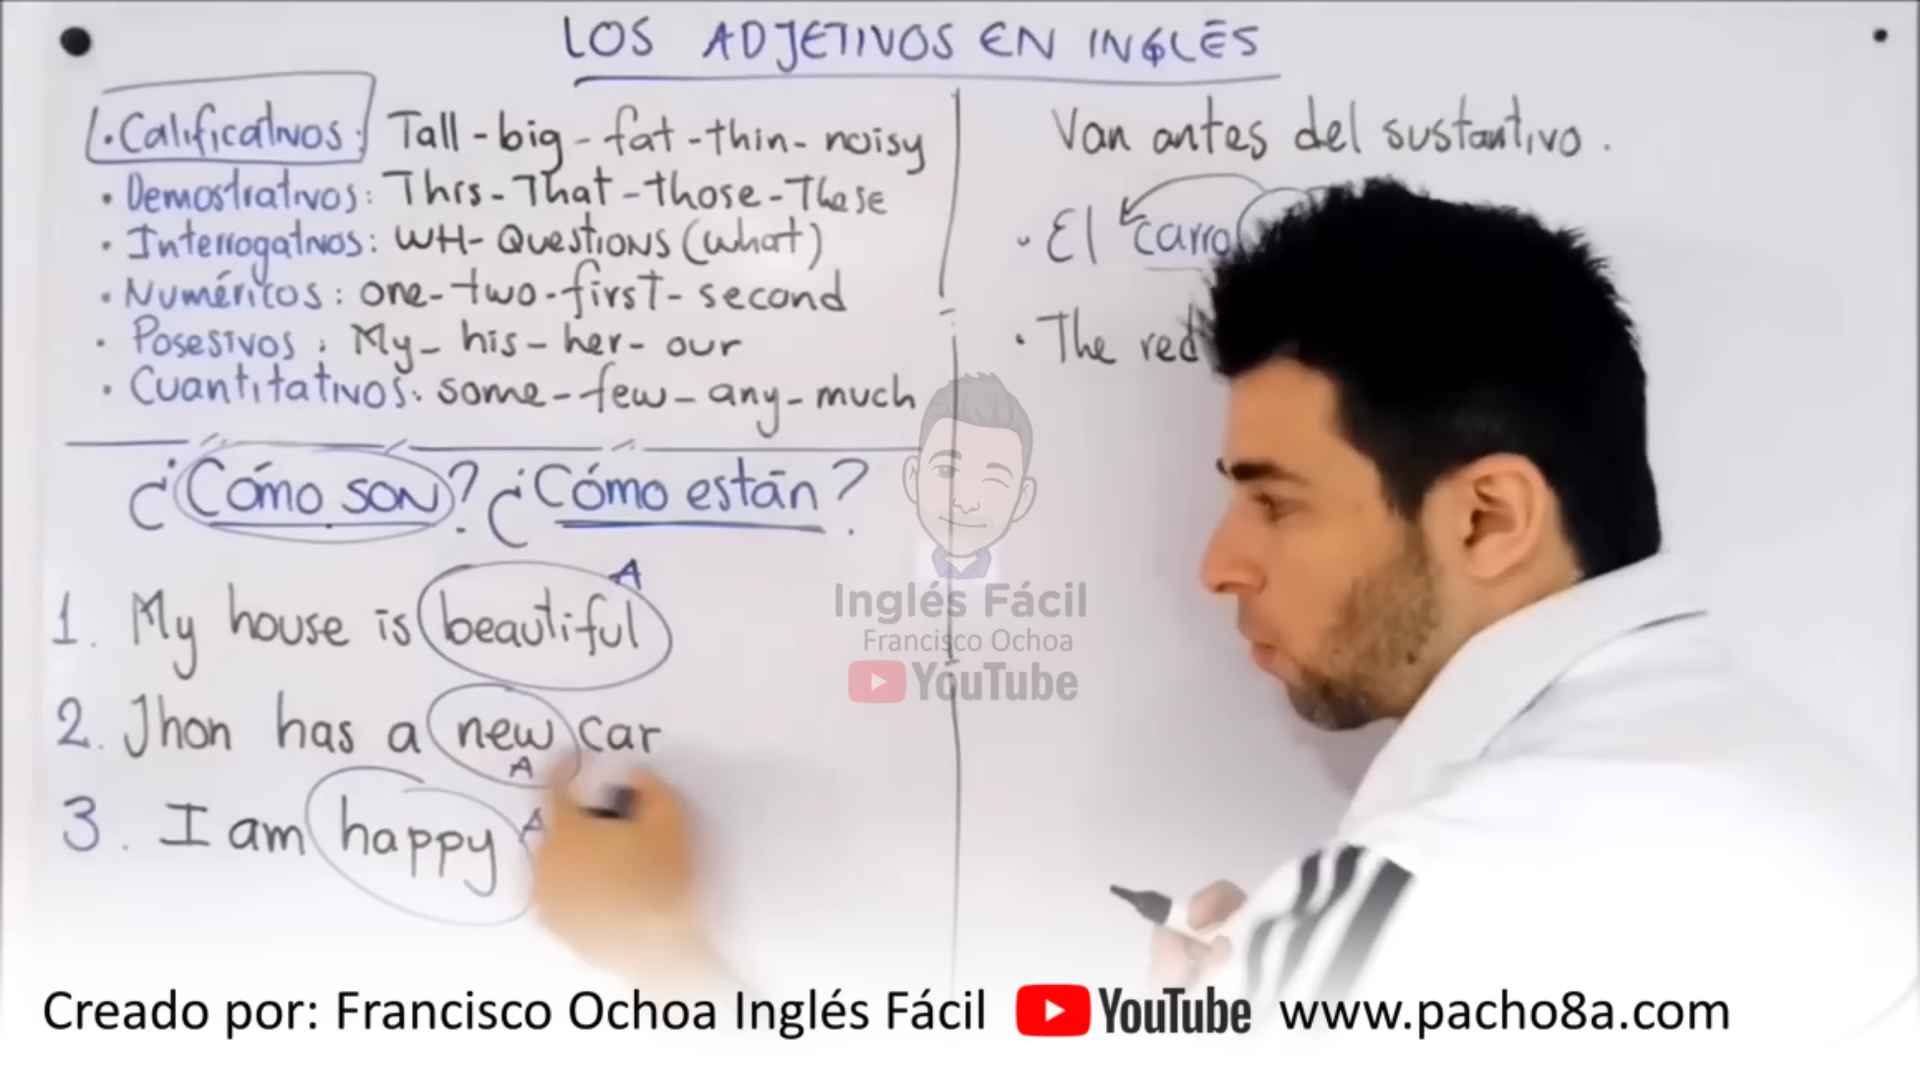 LOS ADJETIVOS EN INGLÉS
• Calificativos: Tall - big - fat - thin - noisy
• Demostrativos: This - That - those - These
• Interrogativos: WH- QUESTIONS (what)
• Numéricos: one - two - first - second
• Posesivos: My - his - her - our
• Cuantitativos: some - few - any - much
¿Cómo son? ¿Cómo están?
1. My house is beautiful A
2. Jhon has a new car
A
3. I am happy A
Van antes del sustantivo.
• El carro
• The red
Inglés Fácil
Francisco Ochoa
YouTube
Creado por: Francisco Ochoa Inglés Fácil YouTube www.pacho8a.com